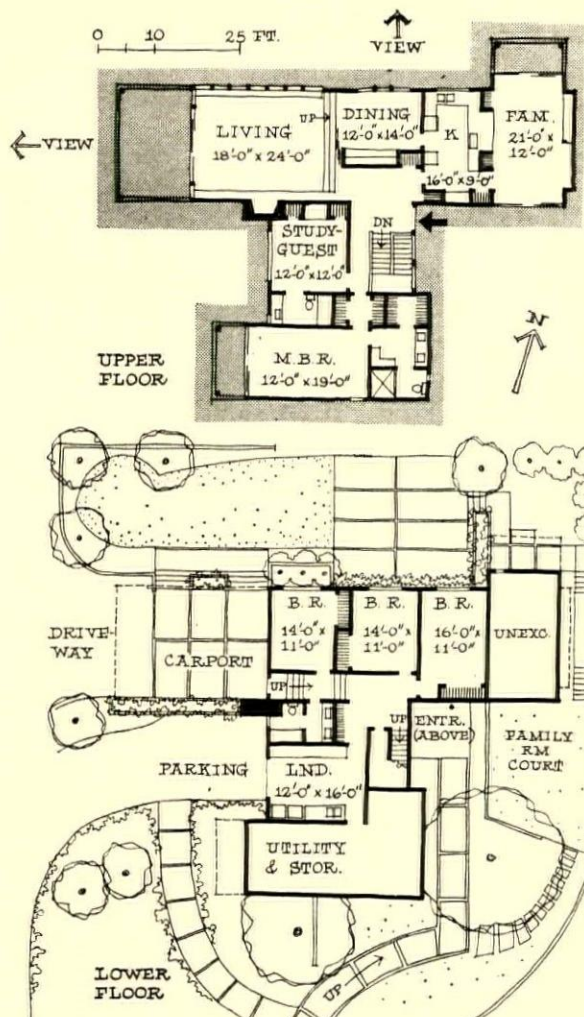 0 10 25 FT.
VIEW
VIEW
UP
LIVING
18'-0" x 24'-0"
DINING
12'-0" x 14'-0"
K
16'-0" x 9'-0"
FAM.
21'-0" x
12'-0"
STUDY-
GUEST
12'-0" x 12'-0"
DN
N
M.B.R.
12'-0" x 19'-0"
UPPER
FLOOR
B.R.
14'-0" x
11'-0"
B.R.
14'-0" x
11'-0"
B.R.
16'-0" x
11'-0"
UNEXC.
DRIVE-
WAY
CARPORT
UP
UP
ENTR.
(ABOVE)
FAMILY
RM
COURT
PARKING
LND.
12'-0" x 16'-0"
UTILITY
& STOR.
UP
LOWER
FLOOR